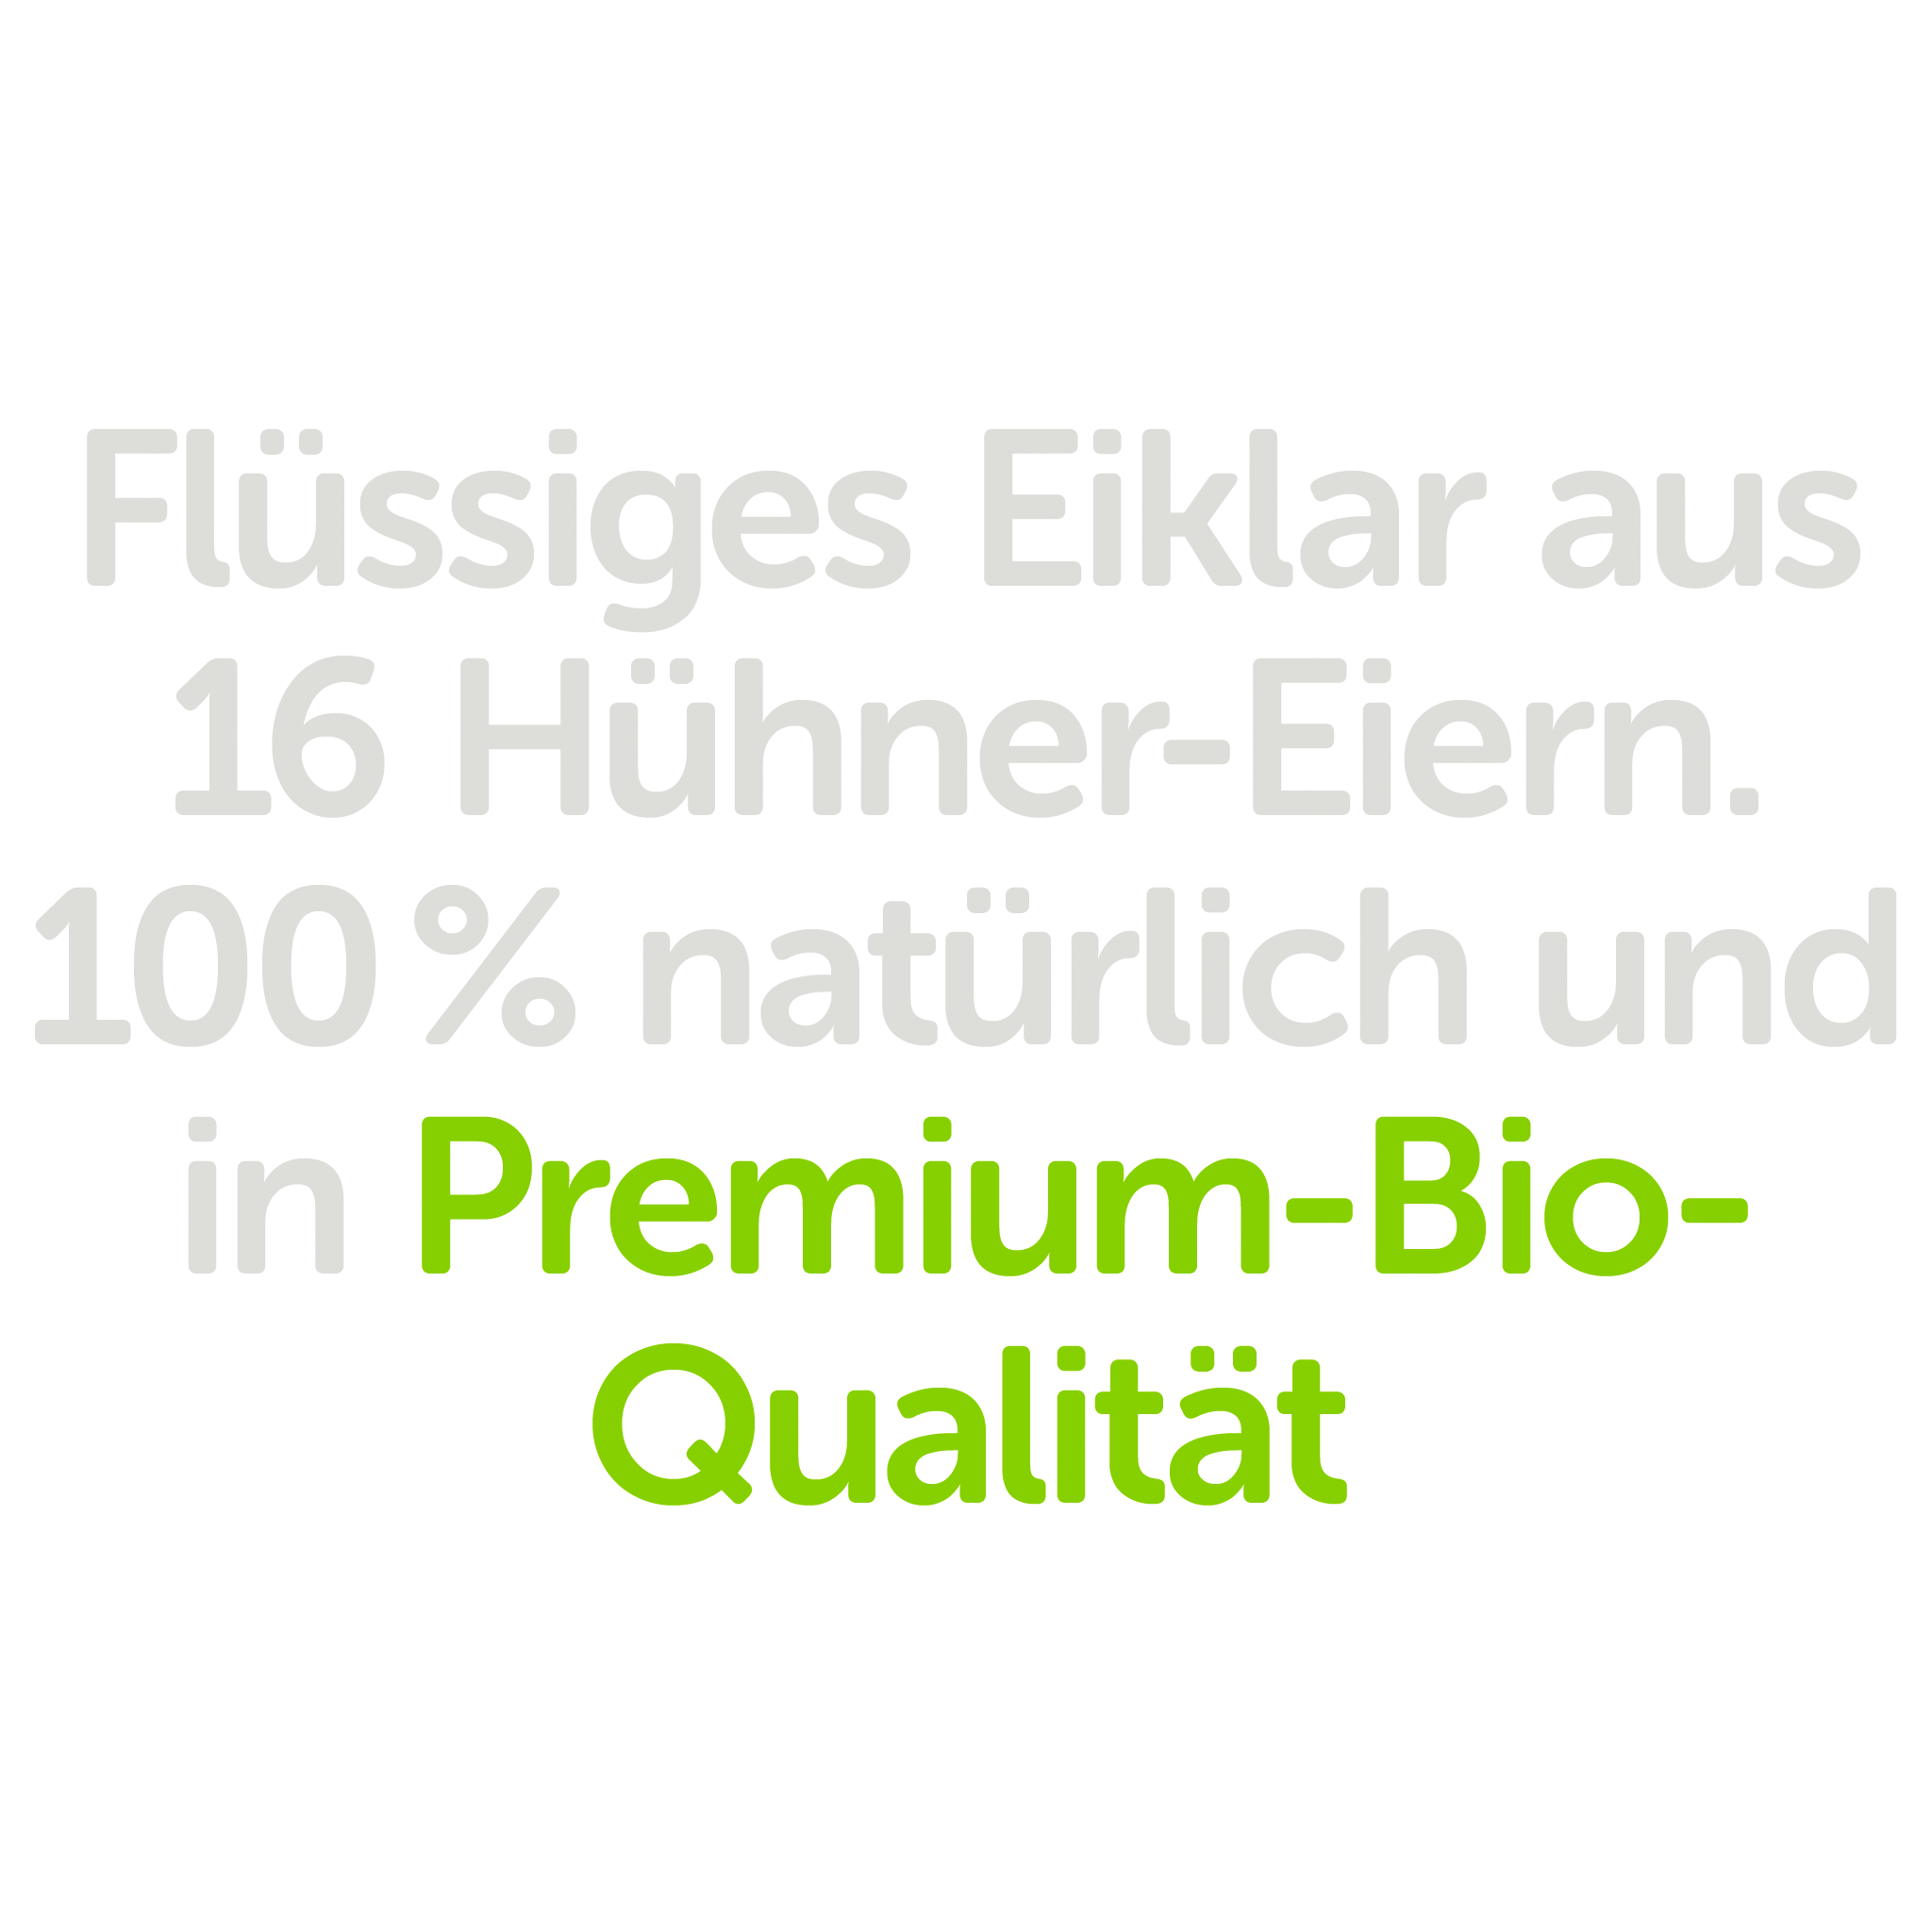 Flüssiges Eiklar aus
16 Hühner-Eiern.
100% natürlich und
in Premium-Bio-
Qualität